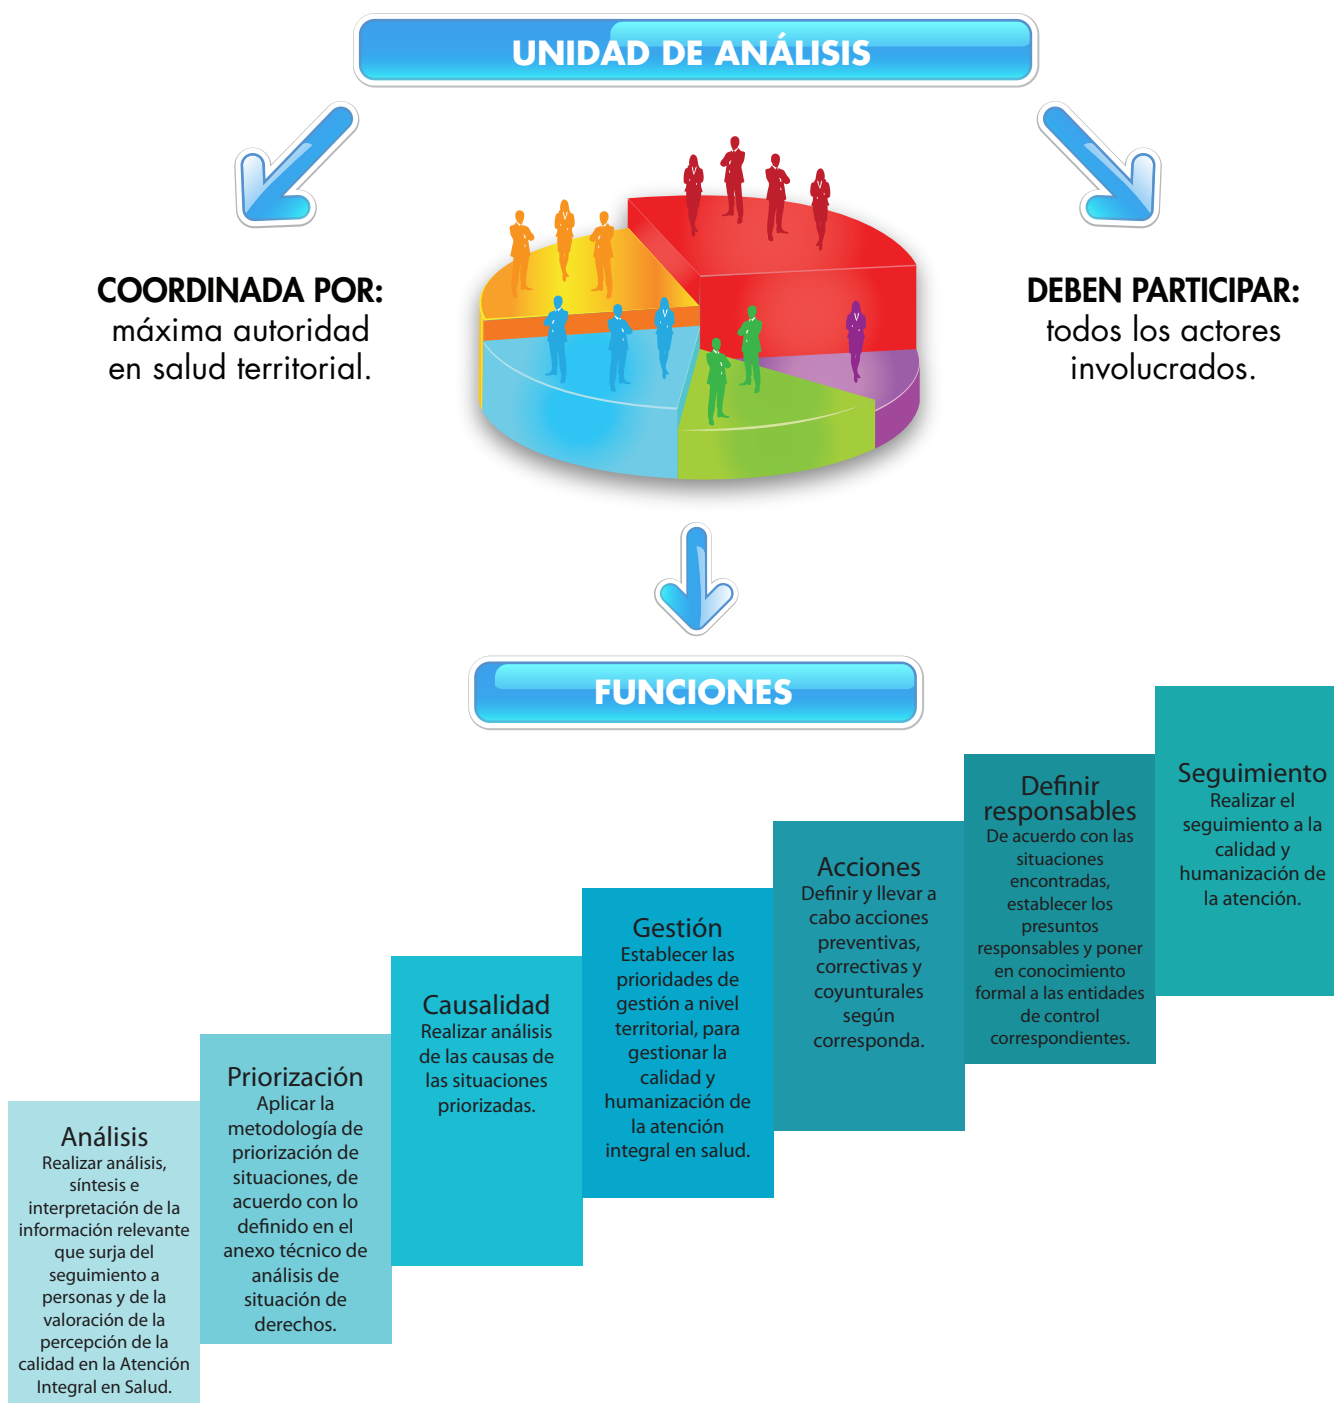 UNIDAD DE ANÁLISIS
COORDINADA POR:
máxima autoridad
en salud territorial.
DEBEN PARTICIPAR:
todos los actores
involucrados.
FUNCIONES
Análisis
Realizar análisis,
síntesis e
interpretación de la
información relevante
que surja del
seguimiento a
personas y de la
valoración de la
percepción de la
calidad en la Atención
Integral en Salud.
Priorización
Aplicar la
metodología de
priorización de
situaciones, de
acuerdo con lo
definido en el
anexo técnico de
análisis de
situación de
derechos.
Causalidad
Realizar análisis
de las causas de
las situaciones
priorizadas.
Gestión
Establecer las
prioridades de
gestión a nivel
territorial, para
gestionar la
calidad y
humanización de
la atención
integral en salud.
Acciones
Definir y llevar a
cabo acciones
preventivas,
correctivas y
coyunturales
según
corresponda.
Definir
responsables
De acuerdo con las
situaciones
encontradas,
establecer los
presuntos
responsables y poner
en conocimiento
formal a las entidades
de control
correspondientes.
Seguimiento
Realizar el
seguimiento a la
calidad y
humanización de
la atención.